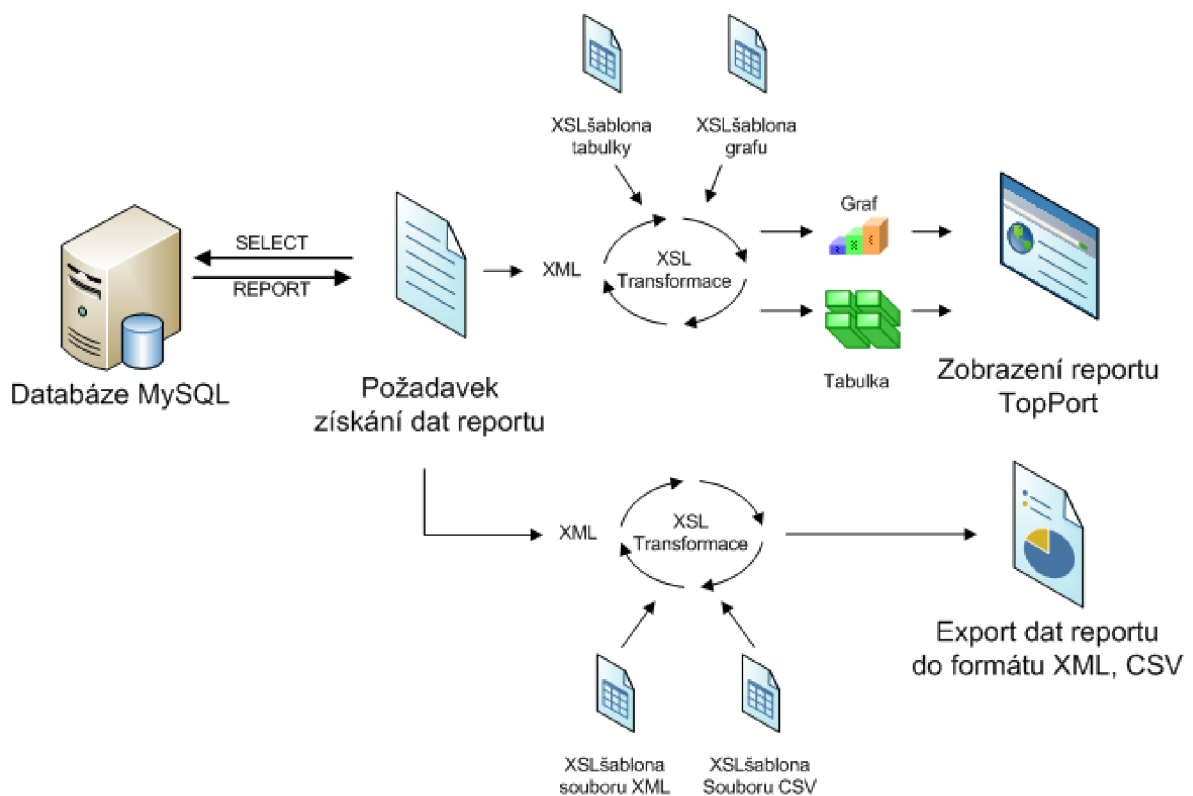 XSLšablona
tabulky
XSLšablona
grafu
Graf
SELECT
REPORT
XML
XSL
Transformace
Tabulka
Databáze MySQL
Požadavek
získání dat reportu
Zobrazení reportu
TopPort
XML
XSL
Transformace
Export dat reportu
do formátu XML, CSV
XSLšablona
souboru XML
XSLšablona
Souboru CSV